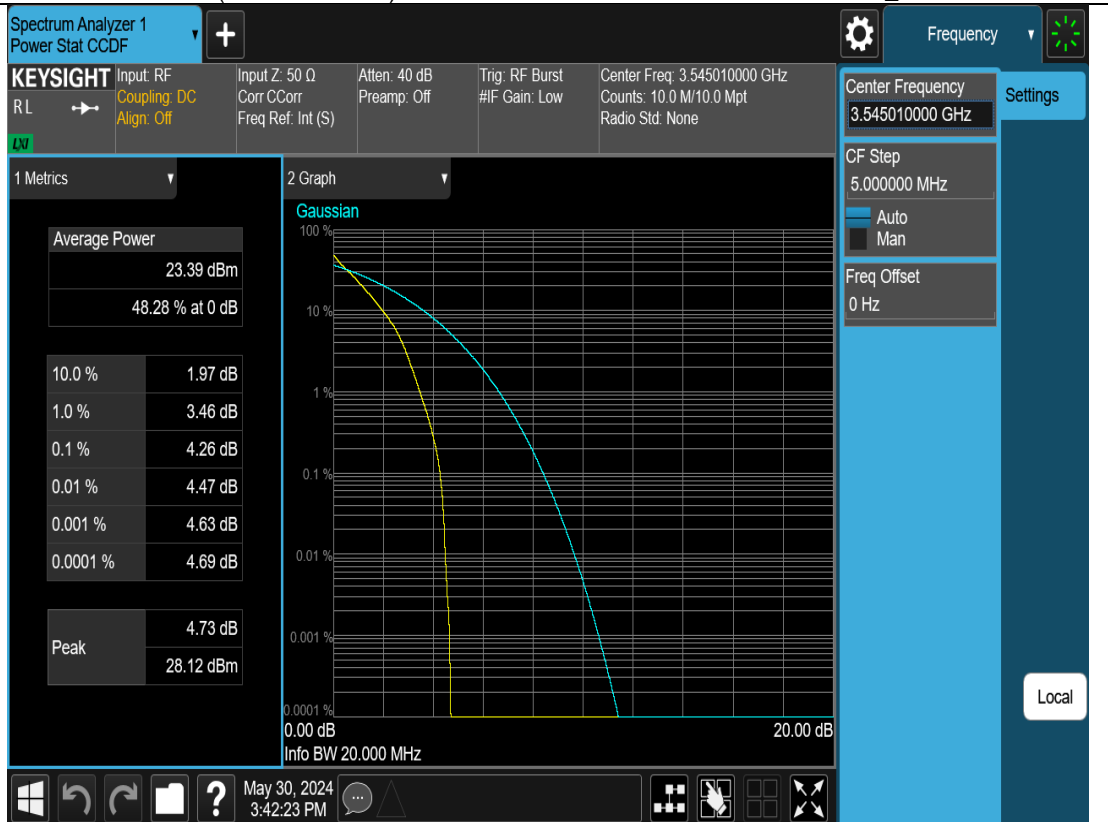 Spectrum Analyzer 1
Power Stat CCDF
Frequency
KEYSIGHT
RL
LXI
Input: RF
Coupling: DC
Align: Off
Input Z: 50 Ω
Corr CCorr
Freq Ref: Int (S)
Atten: 40 dB
Preamp: Off
Trig: RF Burst
#IF Gain: Low
Center Freq: 3.545010000 GHz
Counts: 10.0 M/10.0 Mpt
Radio Std: None
Center Frequency
3.545010000 GHz
Settings
CF Step
5.000000 MHz
Auto
Man
Freq Offset
0 Hz
1 Metrics
Average Power
23.39 dBm
48.28 % at 0 dB
10.0 % 1.97 dB
1.0 % 3.46 dB
0.1 % 4.26 dB
0.01 % 4.47 dB
0.001 % 4.63 dB
0.0001 % 4.69 dB
Peak 4.73 dB
28.12 dBm
2 Graph
Gaussian
100 %
10 %
1 %
0.1 %
0.01 %
0.001 %
0.0001 %
0.00 dB 20.00 dB
Info BW 20.000 MHz
Local
?
May 30, 2024
3:42:23 PM